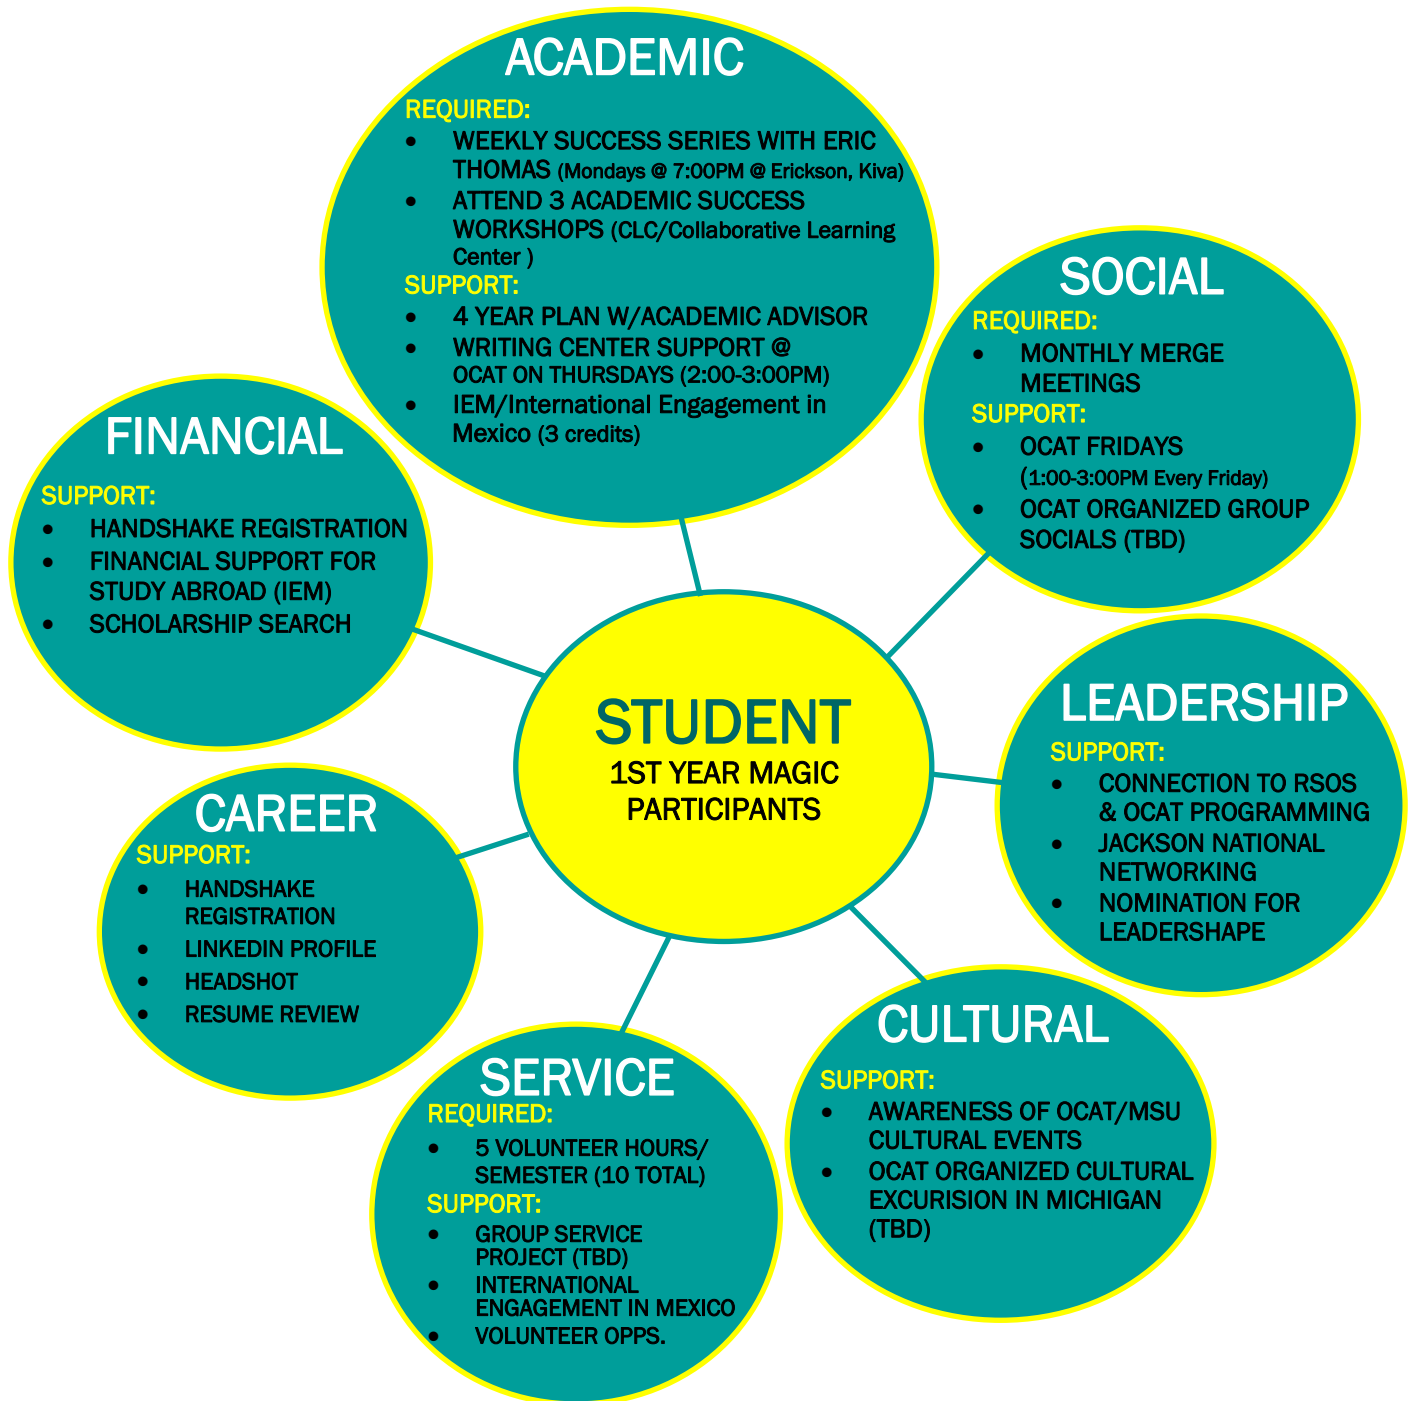 ACADEMIC
REQUIRED:
• WEEKLY SUCCESS SERIES WITH ERIC
THOMAS (Mondays @ 7:00PM @ Erickson, Kiva)
• ATTEND 3 ACADEMIC SUCCESS
WORKSHOPS (CLC/Collaborative Learning
Center )
SUPPORT:
• 4 YEAR PLAN W/ACADEMIC ADVISOR
• WRITING CENTER SUPPORT @
OCAT ON THURSDAYS (2:00-3:00PM)
• IEM/International Engagement in
Mexico (3 credits)
SOCIAL
REQUIRED:
• MONTHLY MERGE
MEETINGS
SUPPORT:
• OCAT FRIDAYS
(1:00-3:00PM Every Friday)
• OCAT ORGANIZED GROUP
SOCIALS (TBD)
FINANCIAL
SUPPORT:
• HANDSHAKE REGISTRATION
• FINANCIAL SUPPORT FOR
STUDY ABROAD (IEM)
• SCHOLARSHIP SEARCH
STUDENT
1ST YEAR MAGIC
PARTICIPANTS
LEADERSHIP
SUPPORT:
• CONNECTION TO RSOS
& OCAT PROGRAMMING
• JACKSON NATIONAL
NETWORKING
• NOMINATION FOR
LEADERSHAPE
CAREER
SUPPORT:
• HANDSHAKE
REGISTRATION
• LINKEDIN PROFILE
• HEADSHOT
• RESUME REVIEW
CULTURAL
SUPPORT:
• AWARENESS OF OCAT/MSU
CULTURAL EVENTS
• OCAT ORGANIZED CULTURAL
EXCURISION IN MICHIGAN
(TBD)
SERVICE
REQUIRED:
• 5 VOLUNTEER HOURS/
SEMESTER (10 TOTAL)
SUPPORT:
• GROUP SERVICE
PROJECT (TBD)
• INTERNATIONAL
ENGAGEMENT IN MEXICO
• VOLUNTEER OPPS.